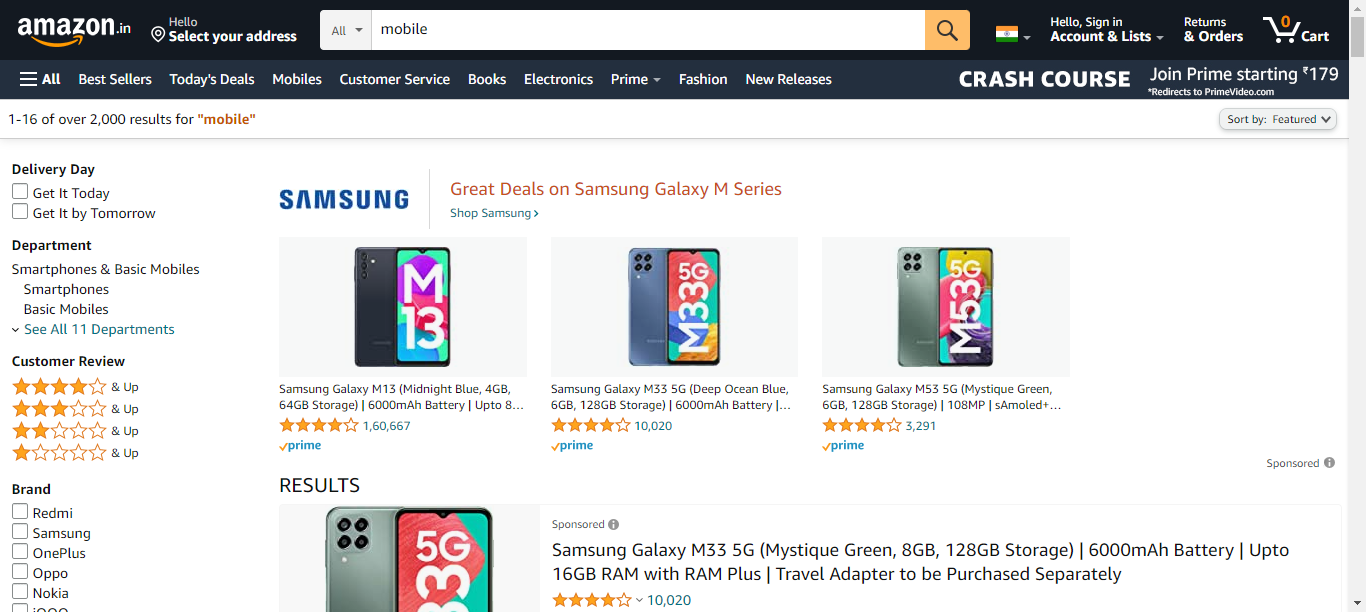 amazon.in
Hello
Select your address
All
mobile
Hello, Sign in
Account & Lists
Returns
& Orders
0
Cart
All
Best Sellers
Today's Deals
Mobiles
Customer Service
Books
Electronics
Prime
Fashion
New Releases
CRASH COURSE
Join Prime starting ₹179
*Redirects to PrimeVideo.com
1-16 of over 2,000 results for "mobile"
Sort by: Featured
Delivery Day
Get It Today
Get It by Tomorrow
Department
Smartphones & Basic Mobiles
Smartphones
Basic Mobiles
See All 11 Departments
Customer Review
& Up
& Up
& Up
& Up
Brand
Redmi
Samsung
OnePlus
Oppo
Nokia
iQOO
SAMSUNG
Great Deals on Samsung Galaxy M Series
Shop Samsung
M
13
Samsung Galaxy M13 (Midnight Blue, 4GB,
64GB Storage) | 6000mAh Battery | Upto 8...
1,60,667
prime
5G
M33
Samsung Galaxy M33 5G (Deep Ocean Blue,
6GB, 128GB Storage) | 6000mAh Battery |...
10,020
prime
5G
M53
Samsung Galaxy M53 5G (Mystique Green,
6GB, 128GB Storage) | 108MP | sAmoled+...
3,291
prime
Sponsored
RESULTS
5G
33
Sponsored
Samsung Galaxy M33 5G (Mystique Green, 8GB, 128GB Storage) | 6000mAh Battery | Upto
16GB RAM with RAM Plus | Travel Adapter to be Purchased Separately
10,020